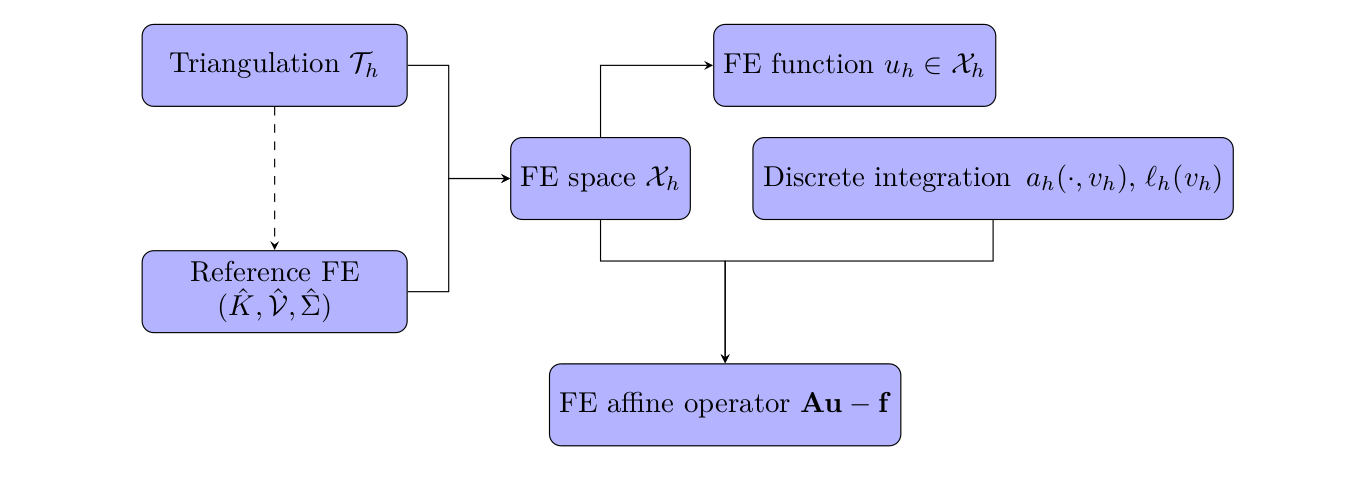 Triangulation $\mathcal{T}_h$
FE function $u_h \in \mathcal{X}_h$
FE space $\mathcal{X}_h$
Discrete integration $a_h(\cdot, v_h)$, $\ell_h(v_h)$
Reference FE
$(\hat{K}, \hat{\mathcal{V}}, \hat{\Sigma})$
FE affine operator $\mathbf{Au} - \mathbf{f}$